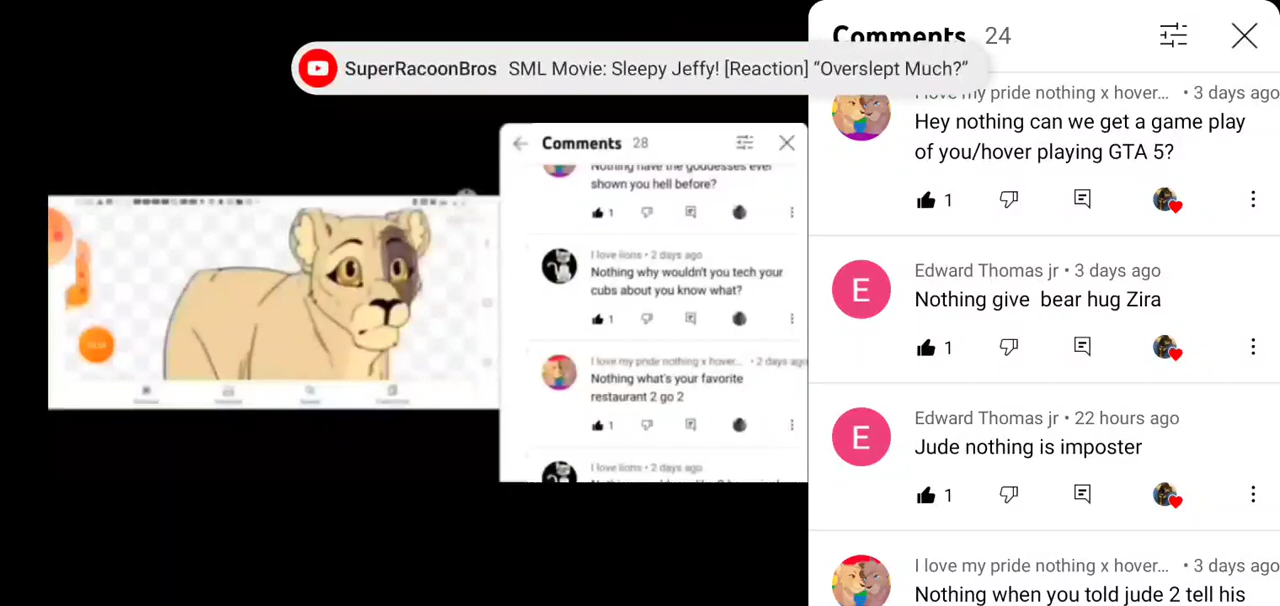 SuperRacoonBros SML Movie: Sleepy Jeffy! [Reaction] “Overslept Much?”
Comments 28
Nothing have the goddesses ever
shown you hell before?
1
I love lions • 2 days ago
Nothing why wouldn't you tech your
cubs about you know what?
1
I love my pride nothing x hover... • 2 days ago
Nothing what's your favorite
restaurant 2 go 2
1
I love lions • 2 days ago
Comments 24
I love my pride nothing x hover... • 3 days ago
Hey nothing can we get a game play
of you/hover playing GTA 5?
1
E
Edward Thomas jr • 3 days ago
Nothing give bear hug Zira
1
E
Edward Thomas jr • 22 hours ago
Jude nothing is imposter
1
I love my pride nothing x hover... • 3 days ago
Nothing when you told jude 2 tell his